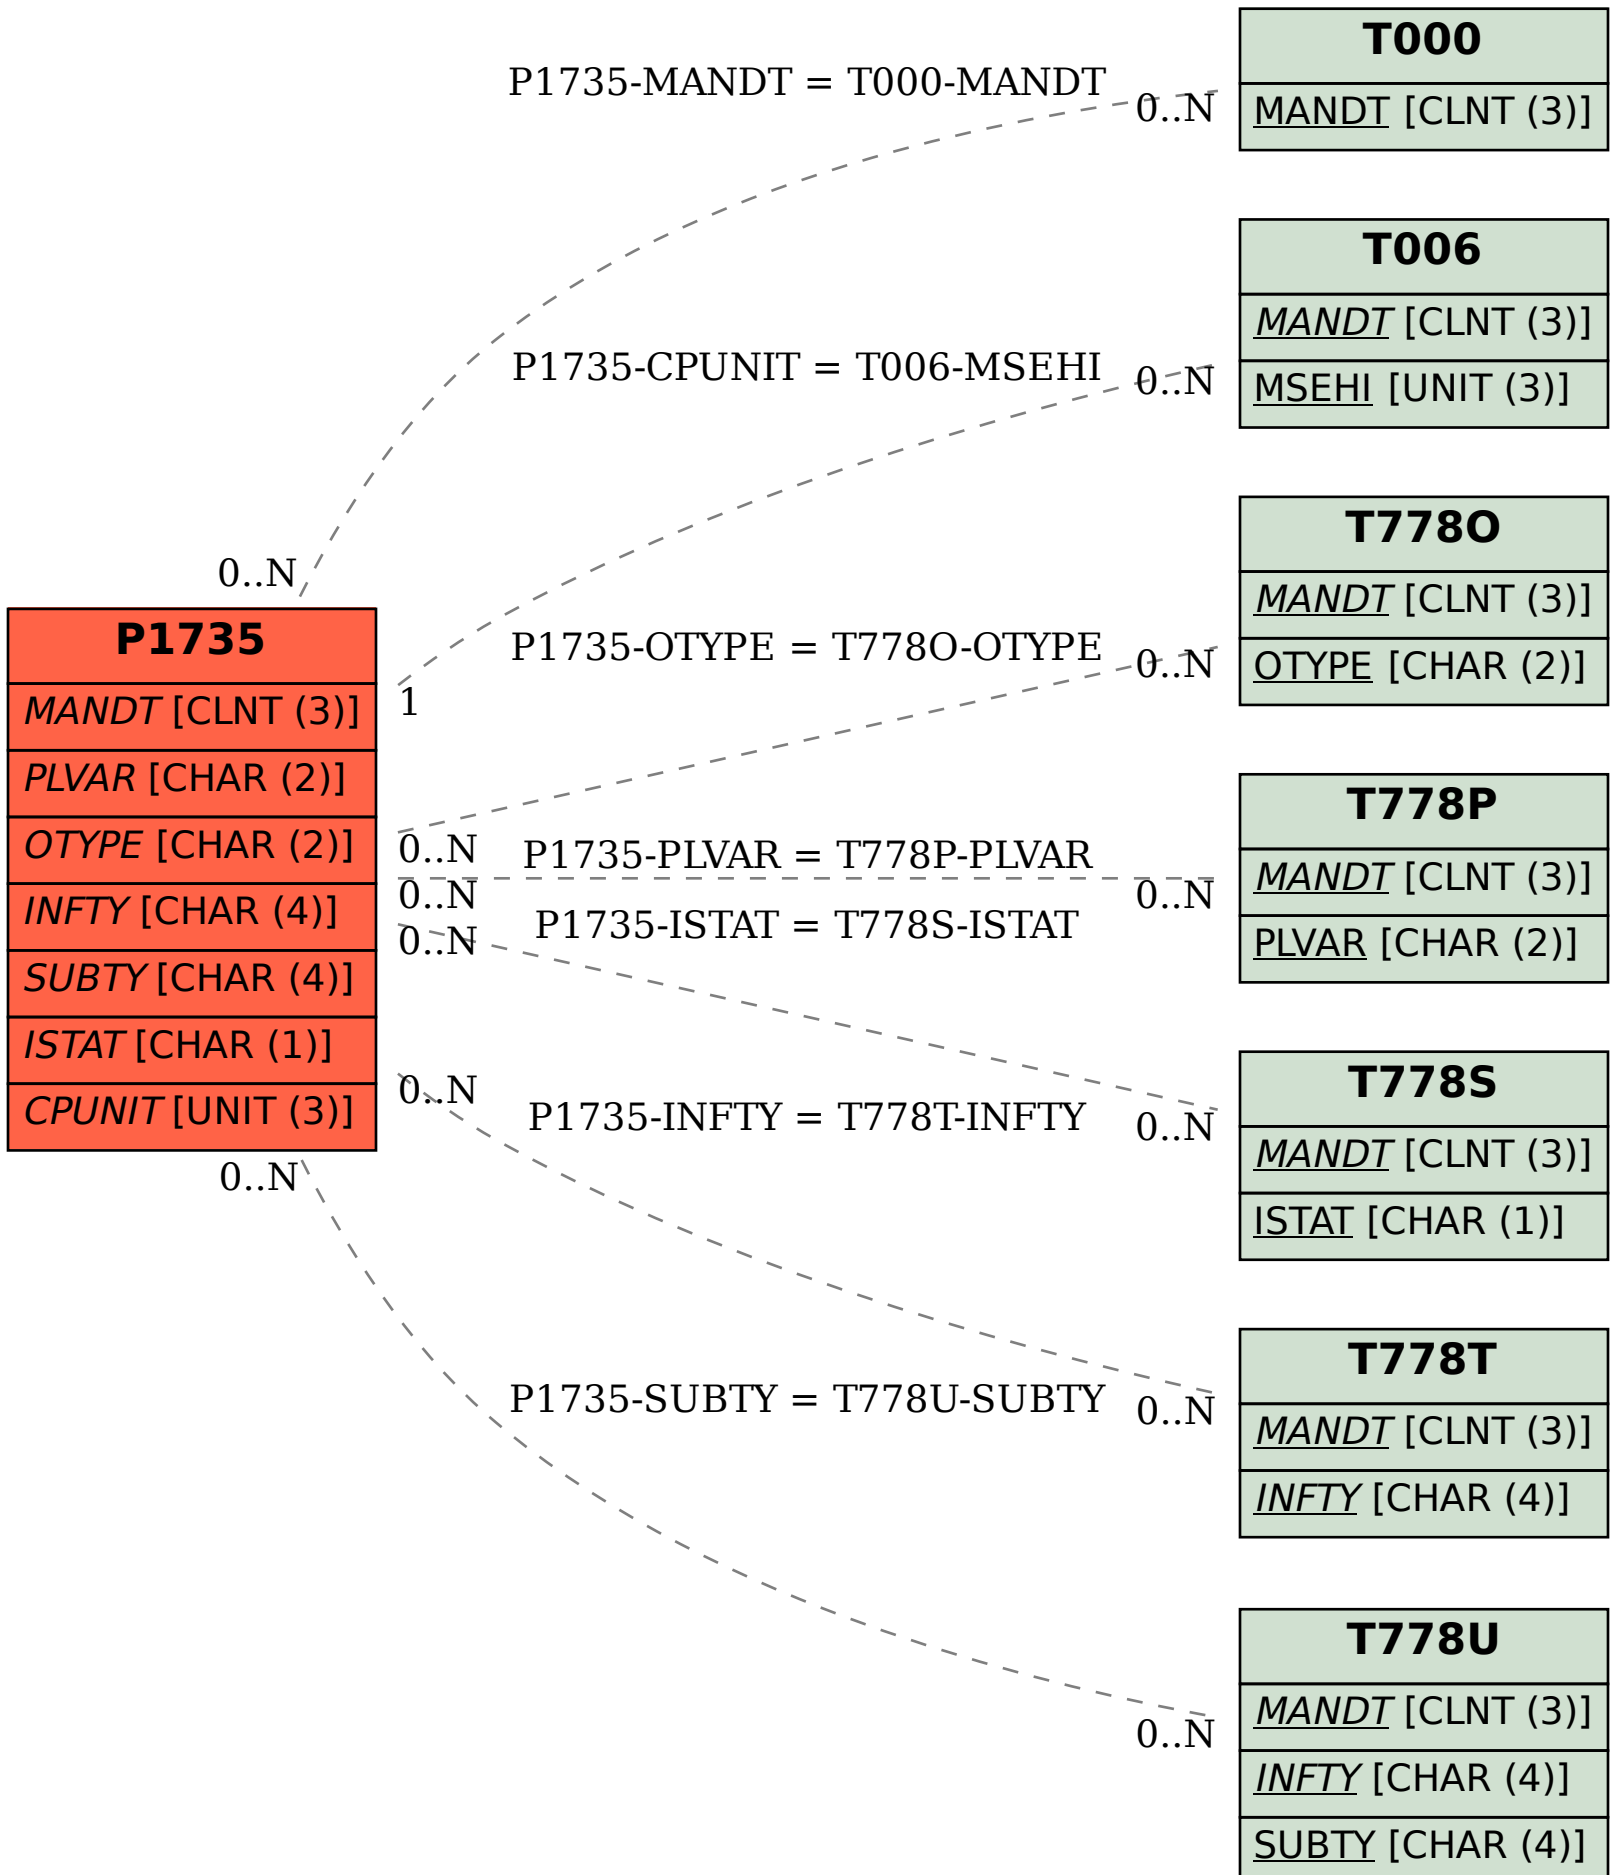 T000
MANDT [CLNT (3)]
P1735-MANDT = T000-MANDT
0..N
0..N
T006
MANDT [CLNT (3)]
MSEHI [UNIT (3)]
P1735-CPUNIT = T006-MSEHI
0..N
1
T778O
MANDT [CLNT (3)]
OTYPE [CHAR (2)]
P1735-OTYPE = T778O-OTYPE
0..N
0..N
P1735
MANDT [CLNT (3)]
PLVAR [CHAR (2)]
OTYPE [CHAR (2)]
INFTY [CHAR (4)]
SUBTY [CHAR (4)]
ISTAT [CHAR (1)]
CPUNIT [UNIT (3)]
T778P
MANDT [CLNT (3)]
PLVAR [CHAR (2)]
P1735-PLVAR = T778P-PLVAR
0..N
0..N
P1735-ISTAT = T778S-ISTAT
0..N
0..N
T778S
MANDT [CLNT (3)]
ISTAT [CHAR (1)]
P1735-INFTY = T778T-INFTY
0..N
0..N
T778T
MANDT [CLNT (3)]
INFTY [CHAR (4)]
P1735-SUBTY = T778U-SUBTY
0..N
0..N
T778U
MANDT [CLNT (3)]
INFTY [CHAR (4)]
SUBTY [CHAR (4)]